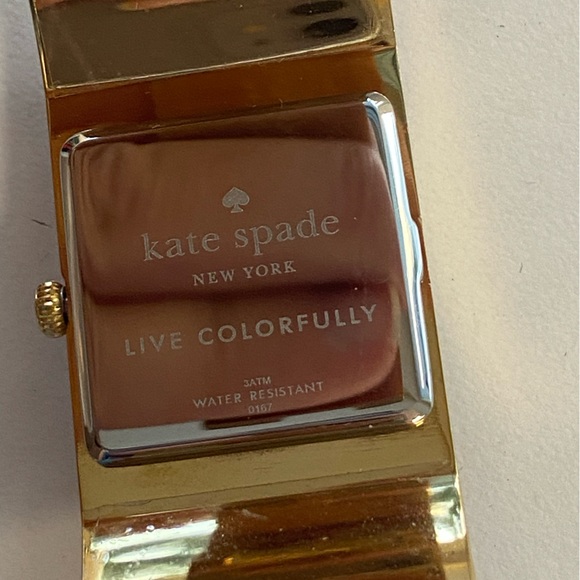 kate spade
NEW YORK
LIVE COLORFULLY
3ATM
WATER RESISTANT
0167